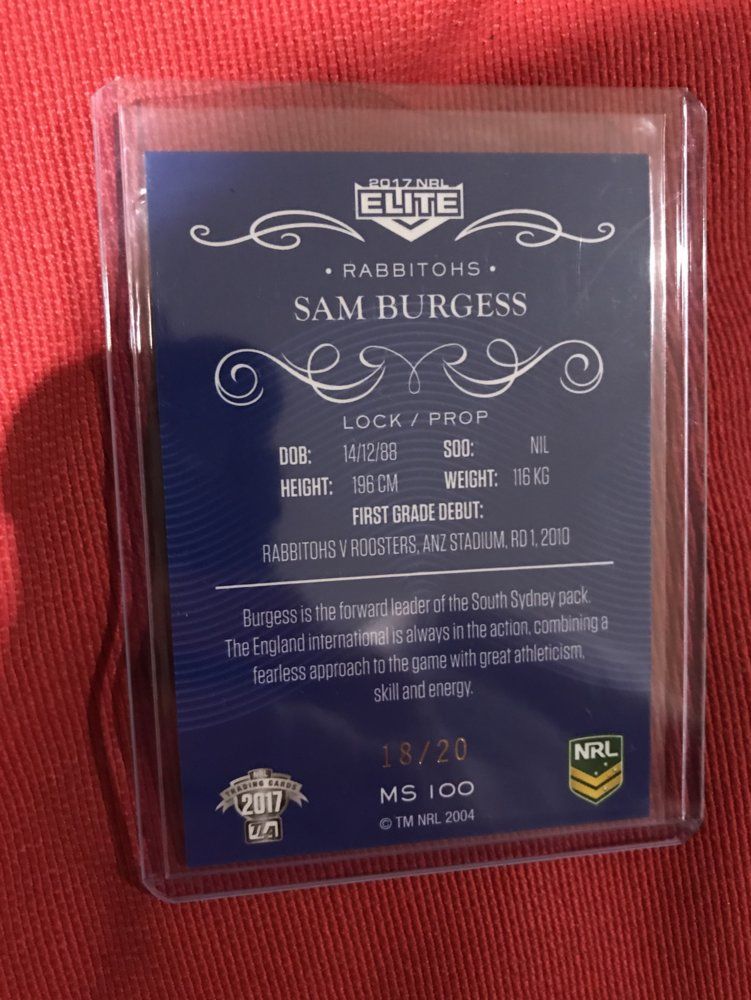 2017 NRL
ELITE
• RABBITOHS •
SAM BURGESS
LOCK / PROP
DOB: 14/12/88 SOO: NIL
HEIGHT: 196 CM WEIGHT: 116 KG
FIRST GRADE DEBUT:
RABBITOHS V ROOSTERS, ANZ STADIUM, RD 1, 2010
Burgess is the forward leader of the South Sydney pack.
The England international is always in the action, combining a
fearless approach to the game with great athleticism,
skill and energy.
18/20
MS 100
© TM NRL 2004
NRL
TRADING CARDS
2017
NRL